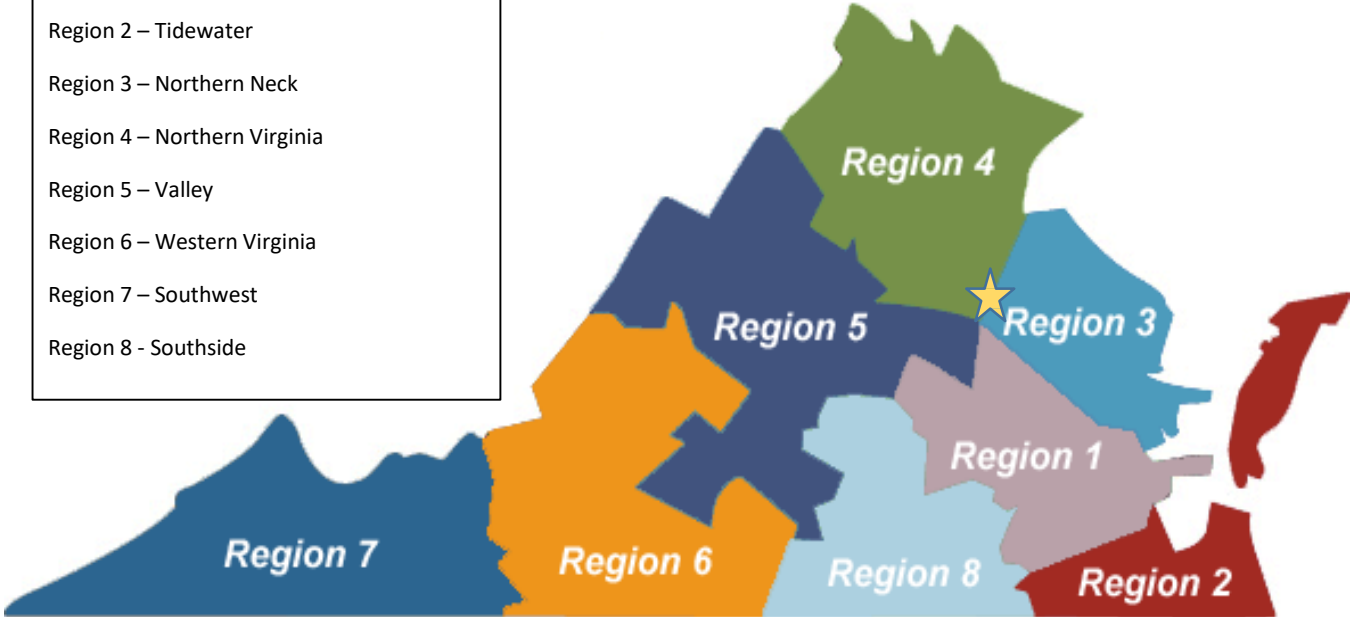 Region 2 – Tidewater
Region 3 – Northern Neck
Region 4 – Northern Virginia
Region 5 – Valley
Region 6 – Western Virginia
Region 7 – Southwest
Region 8 - Southside
Region 4
Region 5
Region 3
Region 1
Region 7
Region 6
Region 8
Region 2